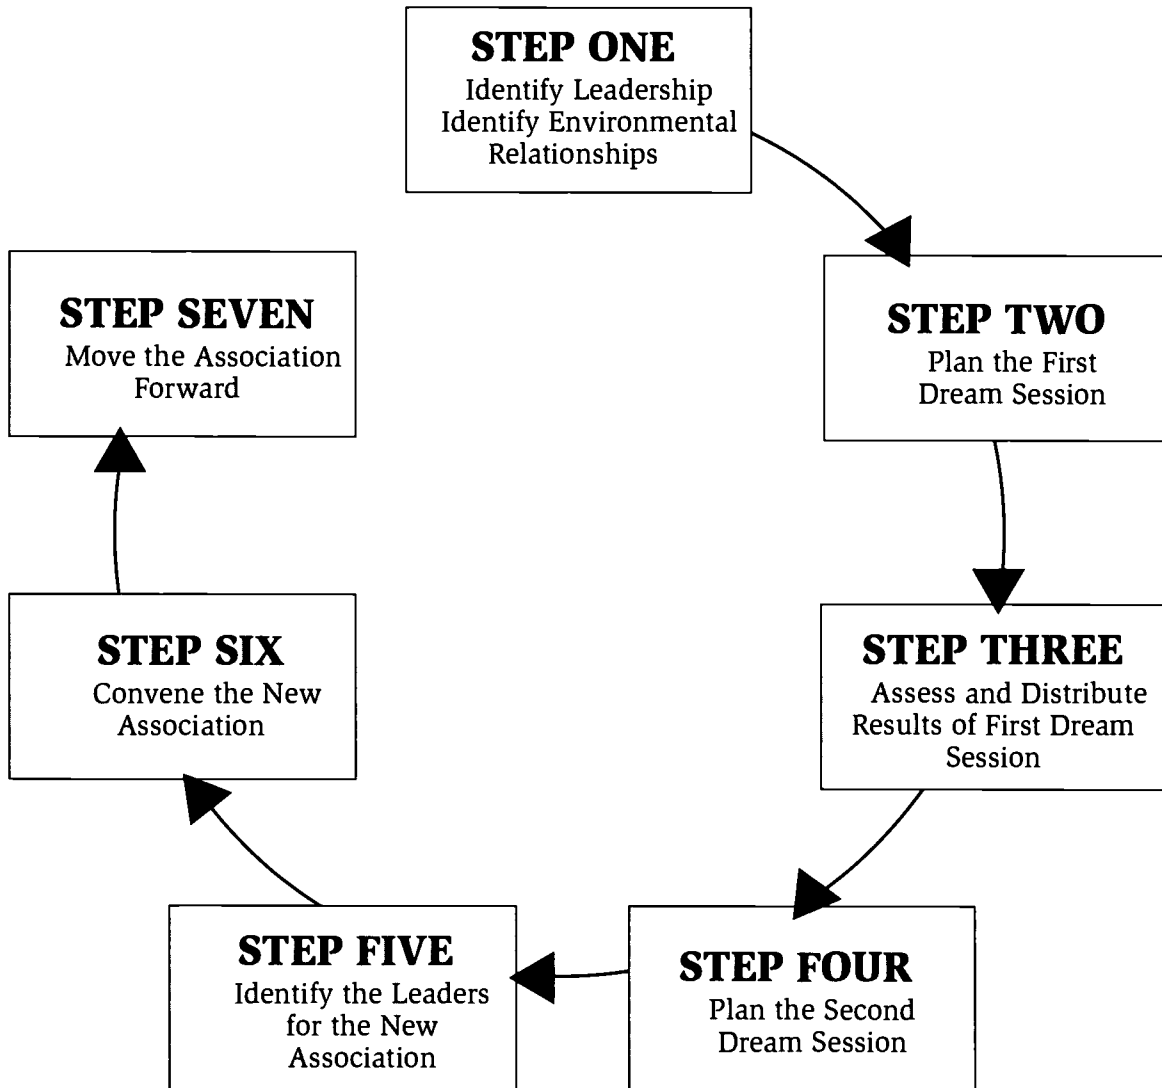 STEP ONE
Identify Leadership
Identify Environmental
Relationships
STEP TWO
Plan the First
Dream Session
STEP THREE
Assess and Distribute
Results of First Dream
Session
STEP FOUR
Plan the Second
Dream Session
STEP FIVE
Identify the Leaders
for the New
Association
STEP SIX
Convene the New
Association
STEP SEVEN
Move the Association
Forward